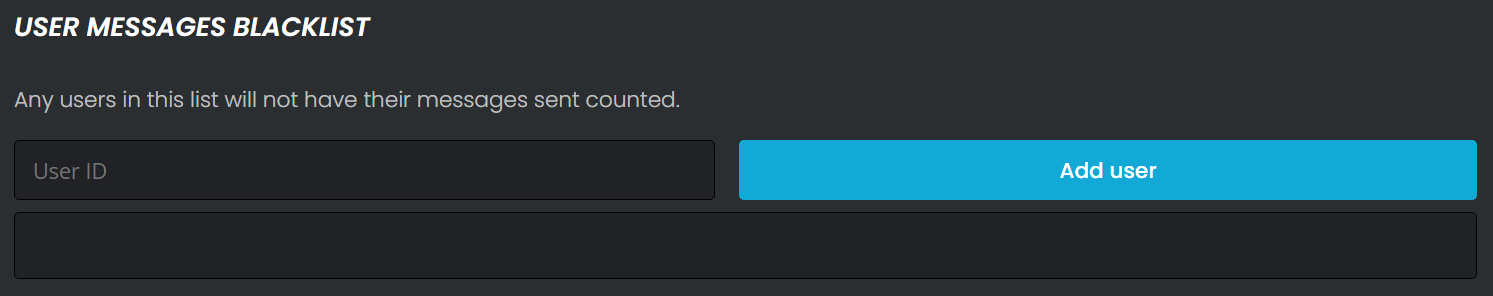 USER MESSAGES BLACKLIST
Any users in this list will not have their messages sent counted.
User ID
Add user